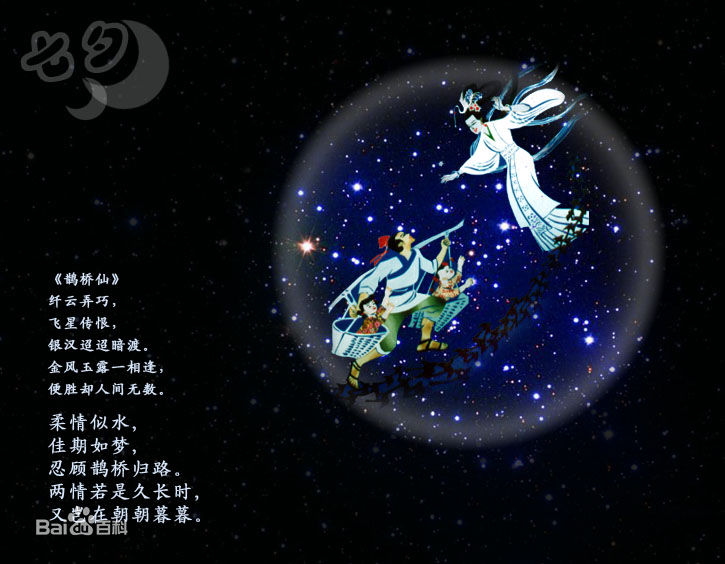 七夕
《鹊桥仙》
纤云弄巧，
飞星传恨，
银汉迢迢暗渡。
金风玉露一相逢，
便胜却人间无数。
柔情似水，
佳期如梦，
忍顾鹊桥归路。
两情若是久长时，
又岂在朝朝暮暮。
Baidu百科